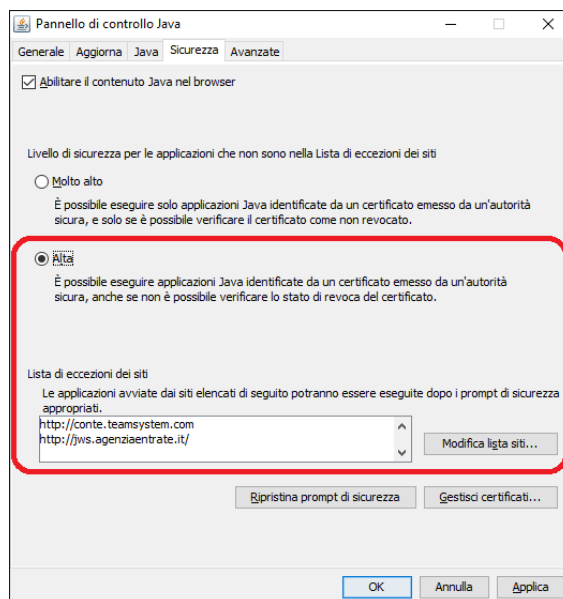 Pannello di controllo Java
Generale Aggiorna Java Sicurezza Avanzate
Abilitare il contenuto Java nel browser
Livello di sicurezza per le applicazioni che non sono nella Lista di eccezioni dei siti
Molto alto
È possibile eseguire solo applicazioni Java identificate da un certificato emesso da un'autorità
sicura, e solo se è possibile verificare il certificato come non revocato.
Alta
È possibile eseguire applicazioni Java identificate da un certificato emesso da un'autorità
sicura, anche se non è possibile verificare lo stato di revoca del certificato.
Lista di eccezioni dei siti
Le applicazioni avviate dai siti elencati di seguito potranno essere eseguite dopo i prompt di sicurezza
appropriati.
http://conte.teamsystem.com
http://jws.agenziaentrate.it/
Modifica lista siti...
Ripristina prompt di sicurezza Gestisci certificati...
OK Annulla Applica